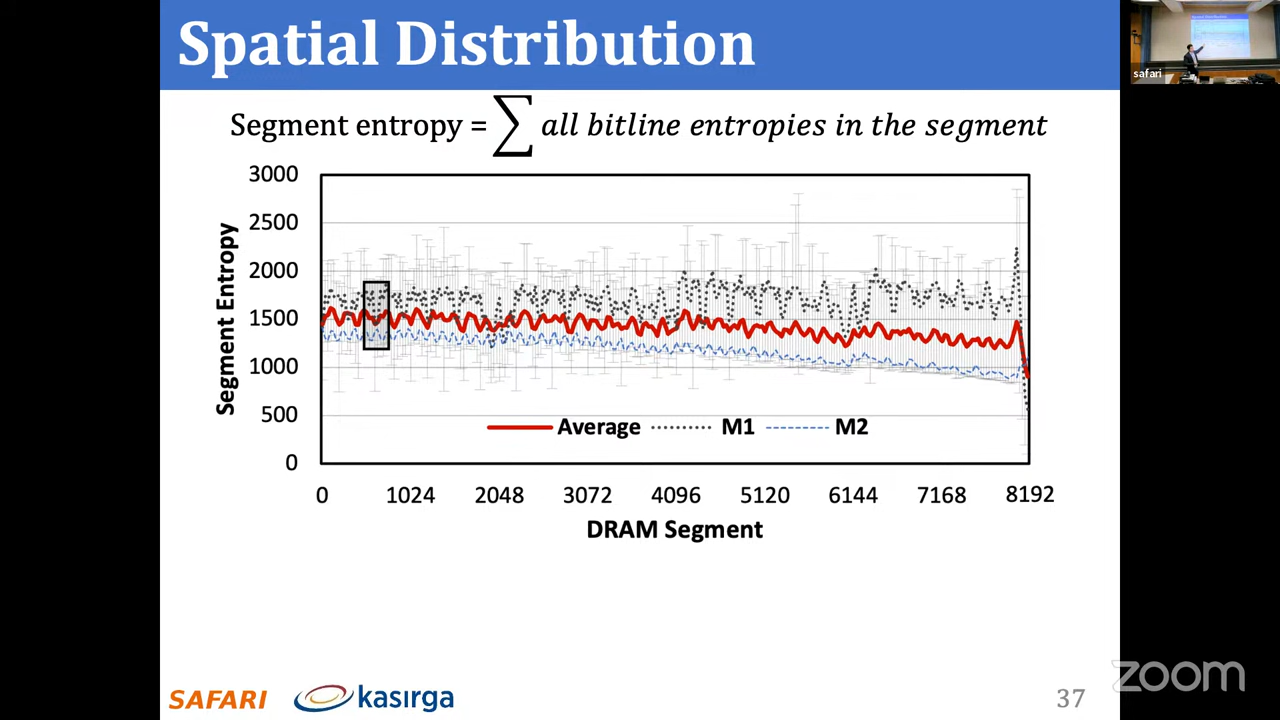 Spatial Distribution
safari
Segment entropy = ∑ all bitline entropies in the segment
3000
2500
2000
1500
1000
500
0
Segment Entropy
Average M1 M2
0 1024 2048 3072 4096 5120 6144 7168 8192
DRAM Segment
SAFARI kasırga
37
zoom